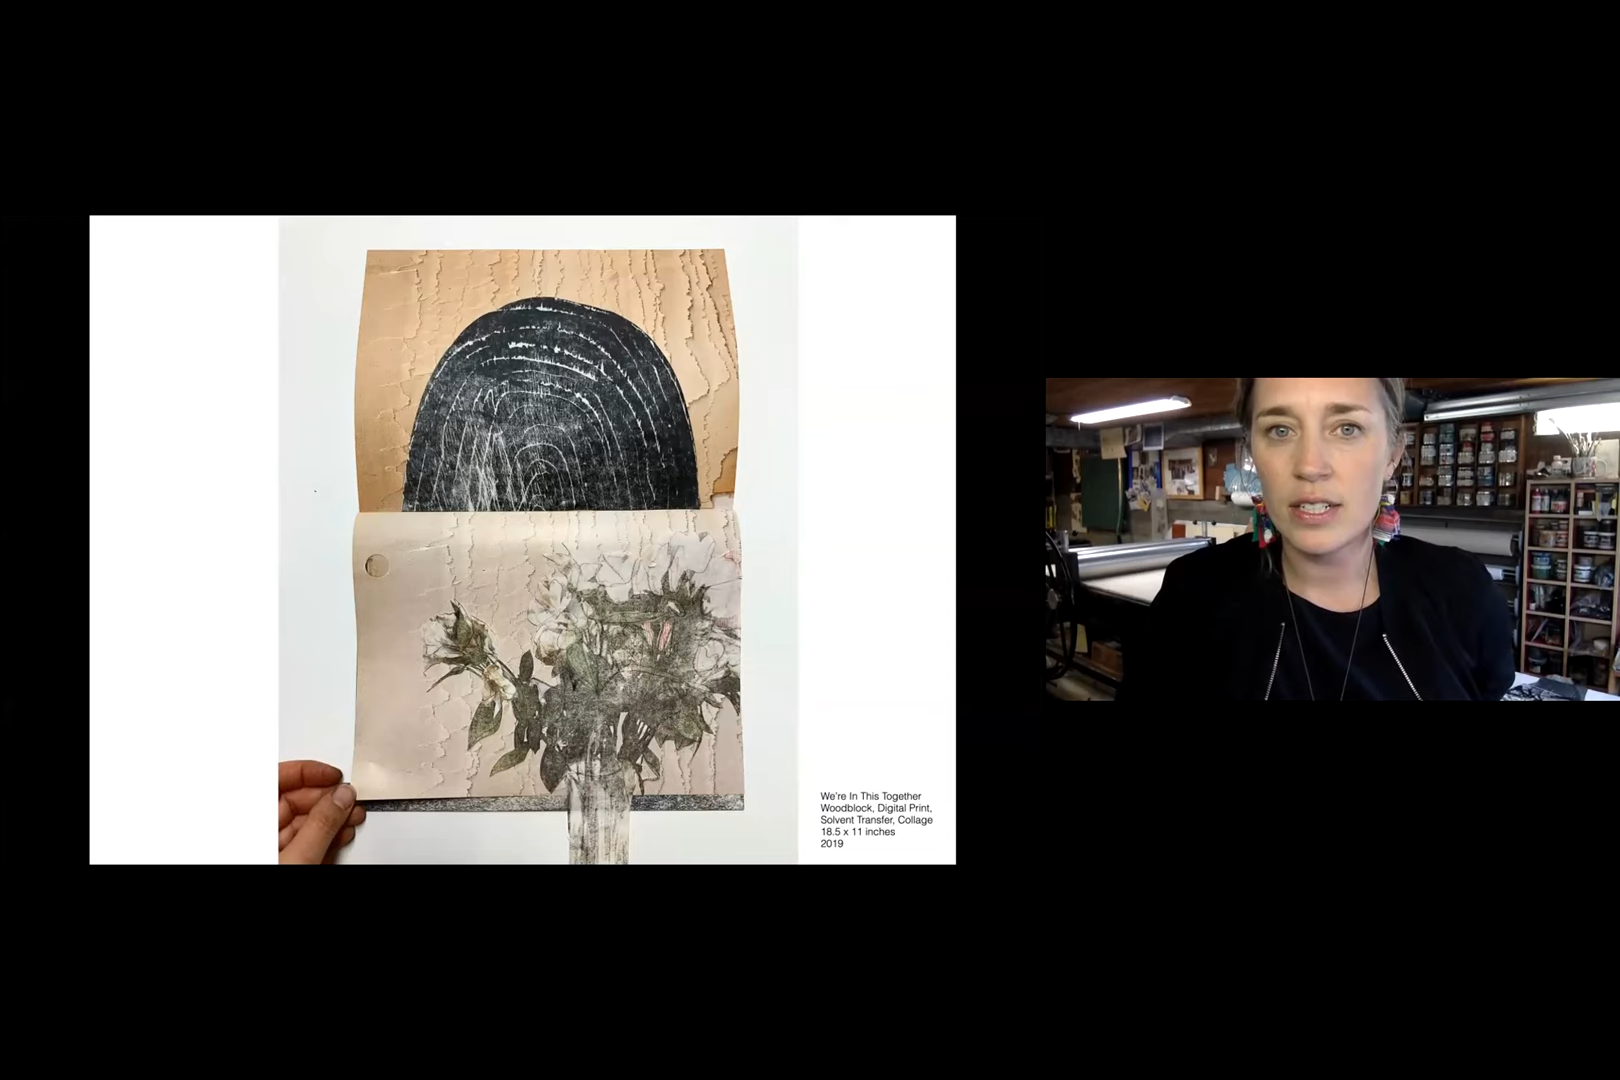 We're In This Together
Woodblock, Digital Print,
Solvent Transfer, Collage
18.5 x 11 inches
2019